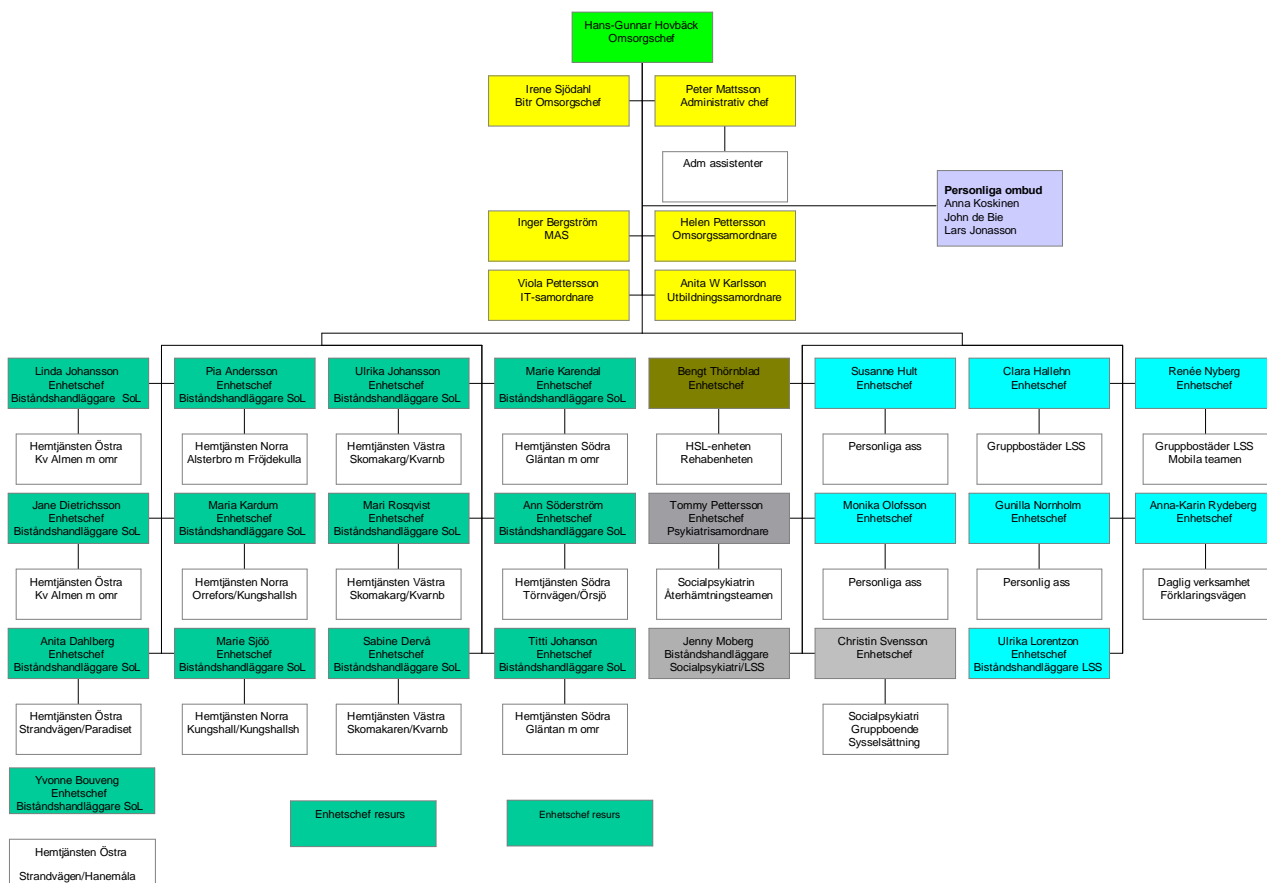 Hans-Gunnar Hovbäck
Omsorgschef
Irene Sjödahl
Bitr Omsorgschef
Peter Mattsson
Administrativ chef
Adm assistenter
Personliga ombud
Anna Koskinen
John de Bie
Lars Jonasson
Inger Bergström
MAS
Helen Pettersson
Omsorgssamordnare
Viola Pettersson
IT-samordnare
Anita W Karlsson
Utbildningssamordnare
Linda Johansson
Enhetschef
Biståndshandläggare SoL
Pia Andersson
Enhetschef
Biståndshandläggare SoL
Ulrika Johansson
Enhetschef
Biståndshandläggare SoL
Marie Karendal
Enhetschef
Biståndshandläggare SoL
Bengt Thörnblad
Enhetschef
Susanne Hult
Enhetschef
Clara Hallehn
Enhetschef
Renée Nyberg
Enhetschef
Hemtjänsten Östra
Kv Almen m omr
Hemtjänsten Norra
Alsterbro m Fröjdekulla
Hemtjänsten Västra
Skomakarg/Kvarnb
Hemtjänsten Södra
Gläntan m omr
HSL-enheten
Rehabenheten
Personliga ass
Gruppbostäder LSS
Gruppbostäder LSS
Mobila teamen
Jane Dietrichsson
Enhetschef
Biståndshandläggare SoL
Maria Kardum
Enhetschef
Biståndshandläggare SoL
Mari Rosqvist
Enhetschef
Biståndshandläggare SoL
Ann Söderström
Enhetschef
Biståndshandläggare SoL
Tommy Pettersson
Enhetschef
Psykiatrisamordnare
Monika Olofsson
Enhetschef
Gunilla Nornholm
Enhetschef
Anna-Karin Rydeberg
Enhetschef
Hemtjänsten Östra
Kv Almen m omr
Hemtjänsten Norra
Orrefors/Kungshallsh
Hemtjänsten Västra
Skomakarg/Kvarnb
Hemtjänsten Södra
Törnvägen/Örsjö
Socialpsykiatrin
Återhämtningsteamen
Personliga ass
Personlig ass
Daglig verksamhet
Förklaringsvägen
Anita Dahlberg
Enhetschef
Biståndshandläggare SoL
Marie Sjöö
Enhetschef
Biståndshandläggare SoL
Sabine Dervå
Enhetschef
Biståndshandläggare SoL
Titti Johanson
Enhetschef
Biståndshandläggare SoL
Jenny Moberg
Biståndshandläggare
Socialpsykiatri/LSS
Christin Svensson
Enhetschef
Ulrika Lorentzon
Enhetschef
Biståndshandläggare LSS
Hemtjänsten Östra
Strandvägen/Paradiset
Hemtjänsten Norra
Kungshall/Kungshallsh
Hemtjänsten Västra
Skomakaren/Kvarnb
Hemtjänsten Södra
Gläntan m omr
Socialpsykiatri
Gruppboende
Sysselsättning
Yvonne Bouveng
Enhetschef
Biståndshandläggare SoL
Enhetschef resurs
Enhetschef resurs
Hemtjänsten Östra
Strandvägen/Hanemåla